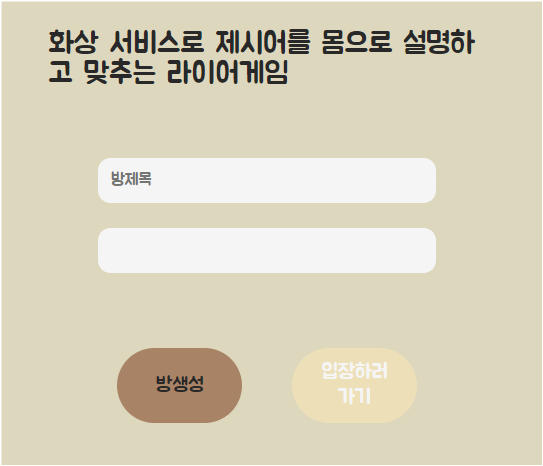 화상 서비스로 제시어를 몸으로 설명하
고 맞추는 라이어게임
방제목
방생성
입장하러
가기